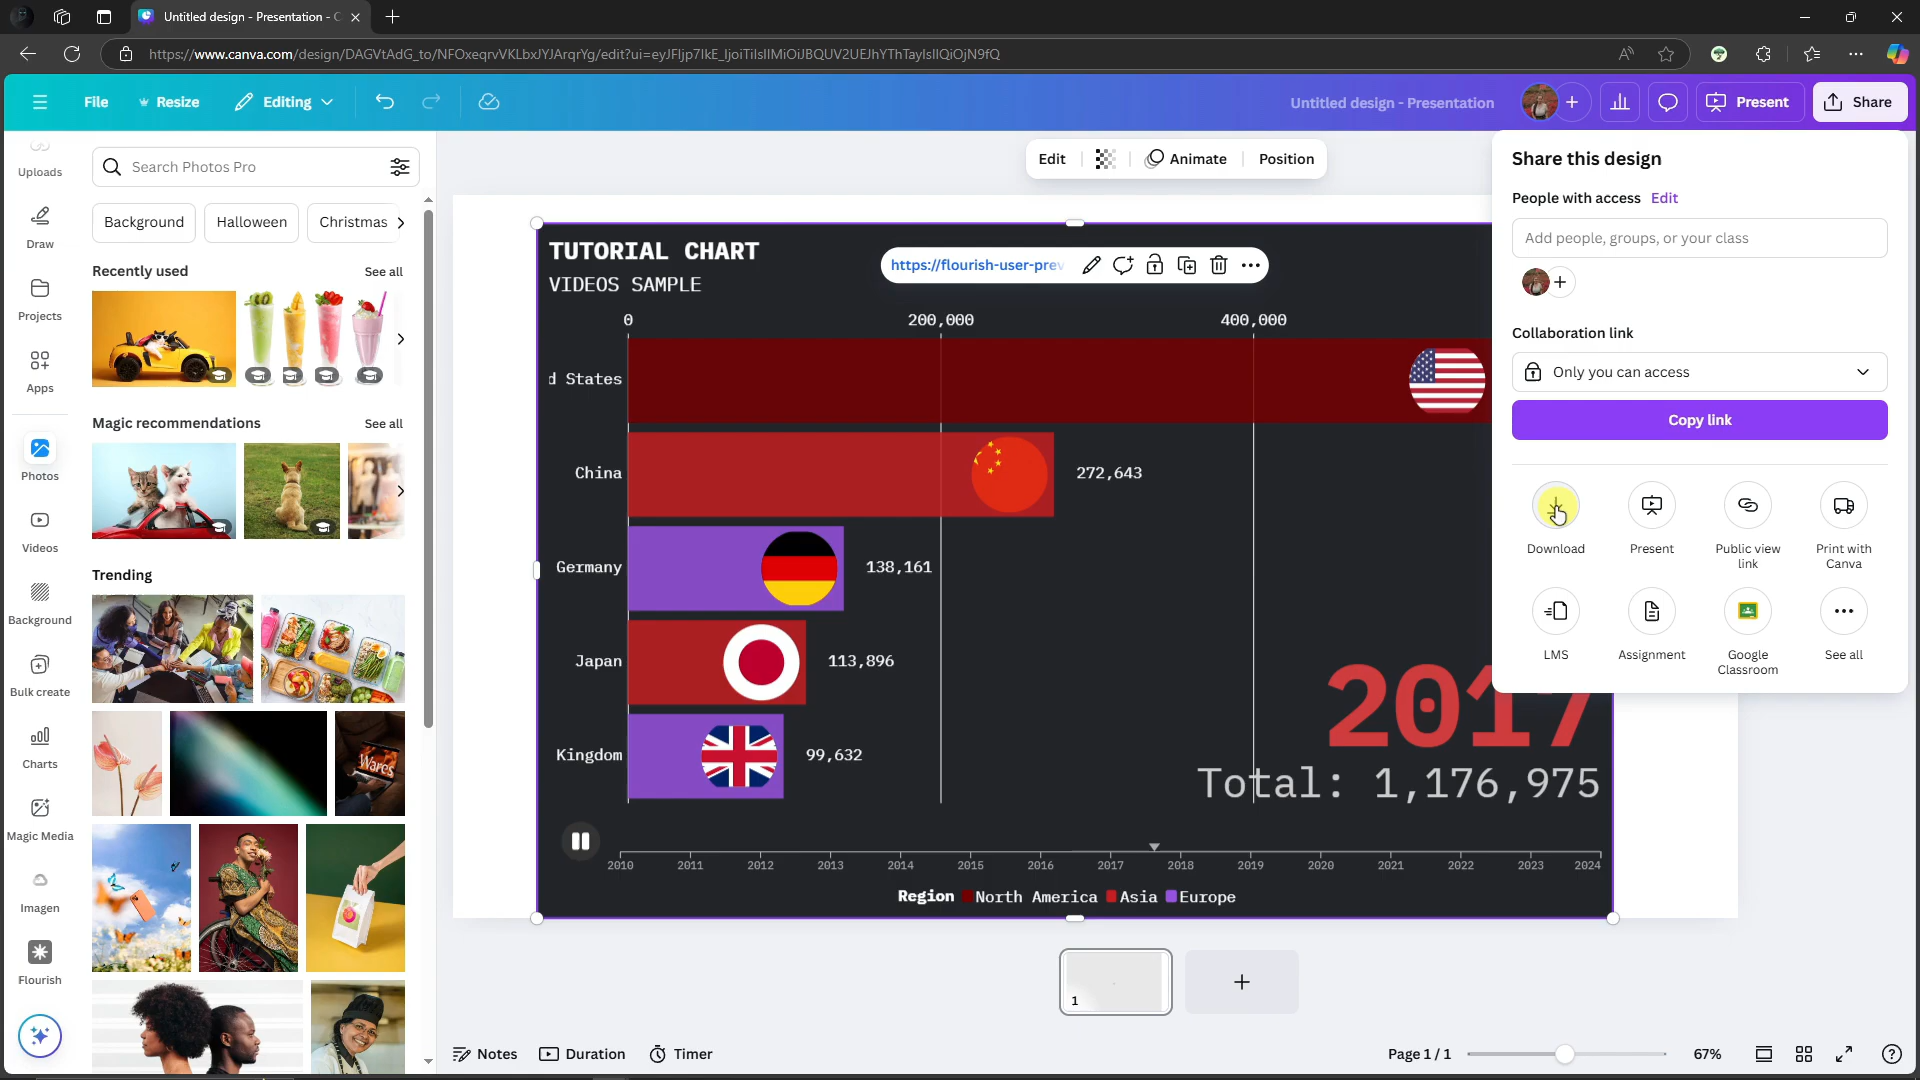 Untitled design - Presentation - C
https://www.canva.com/design/DAGVtAdG_to/NFOxeqrvVKLbxJYJArqrYg/edit?ui=eyJFIjp7IkE_IjoiTiIsIlMiOiJBQUV2UEJhYThTayIsIlQiOjN9fQ
File
Resize
Editing
Untitled design - Presentation
Present
Share
Uploads
Draw
Projects
Apps
Photos
Videos
Background
Bulk create
Charts
Magic Media
Imagen
Flourish
Search Photos Pro
Background
Halloween
Christmas
Recently used
See all
Magic recommendations
See all
Trending
Wares
Edit
Animate
Position
https://flourish-user-prev
TUTORIAL CHART
VIDEOS SAMPLE
0
200,000
400,000
d States
China
272,643
Germany
138,161
Japan
113,896
Kingdom
99,632
2017
Total: 1,176,975
2010
2011
2012
2013
2014
2015
2016
2017
2018
2019
2020
2021
2022
2023
2024
Region
North America
Asia
Europe
Share this design
People with access
Edit
Add people, groups, or your class
Collaboration link
Only you can access
Copy link
Download
Present
Public view
link
Print with
Canva
LMS
Assignment
Google
Classroom
See all
1
Notes
Duration
Timer
Page 1 / 1
67%